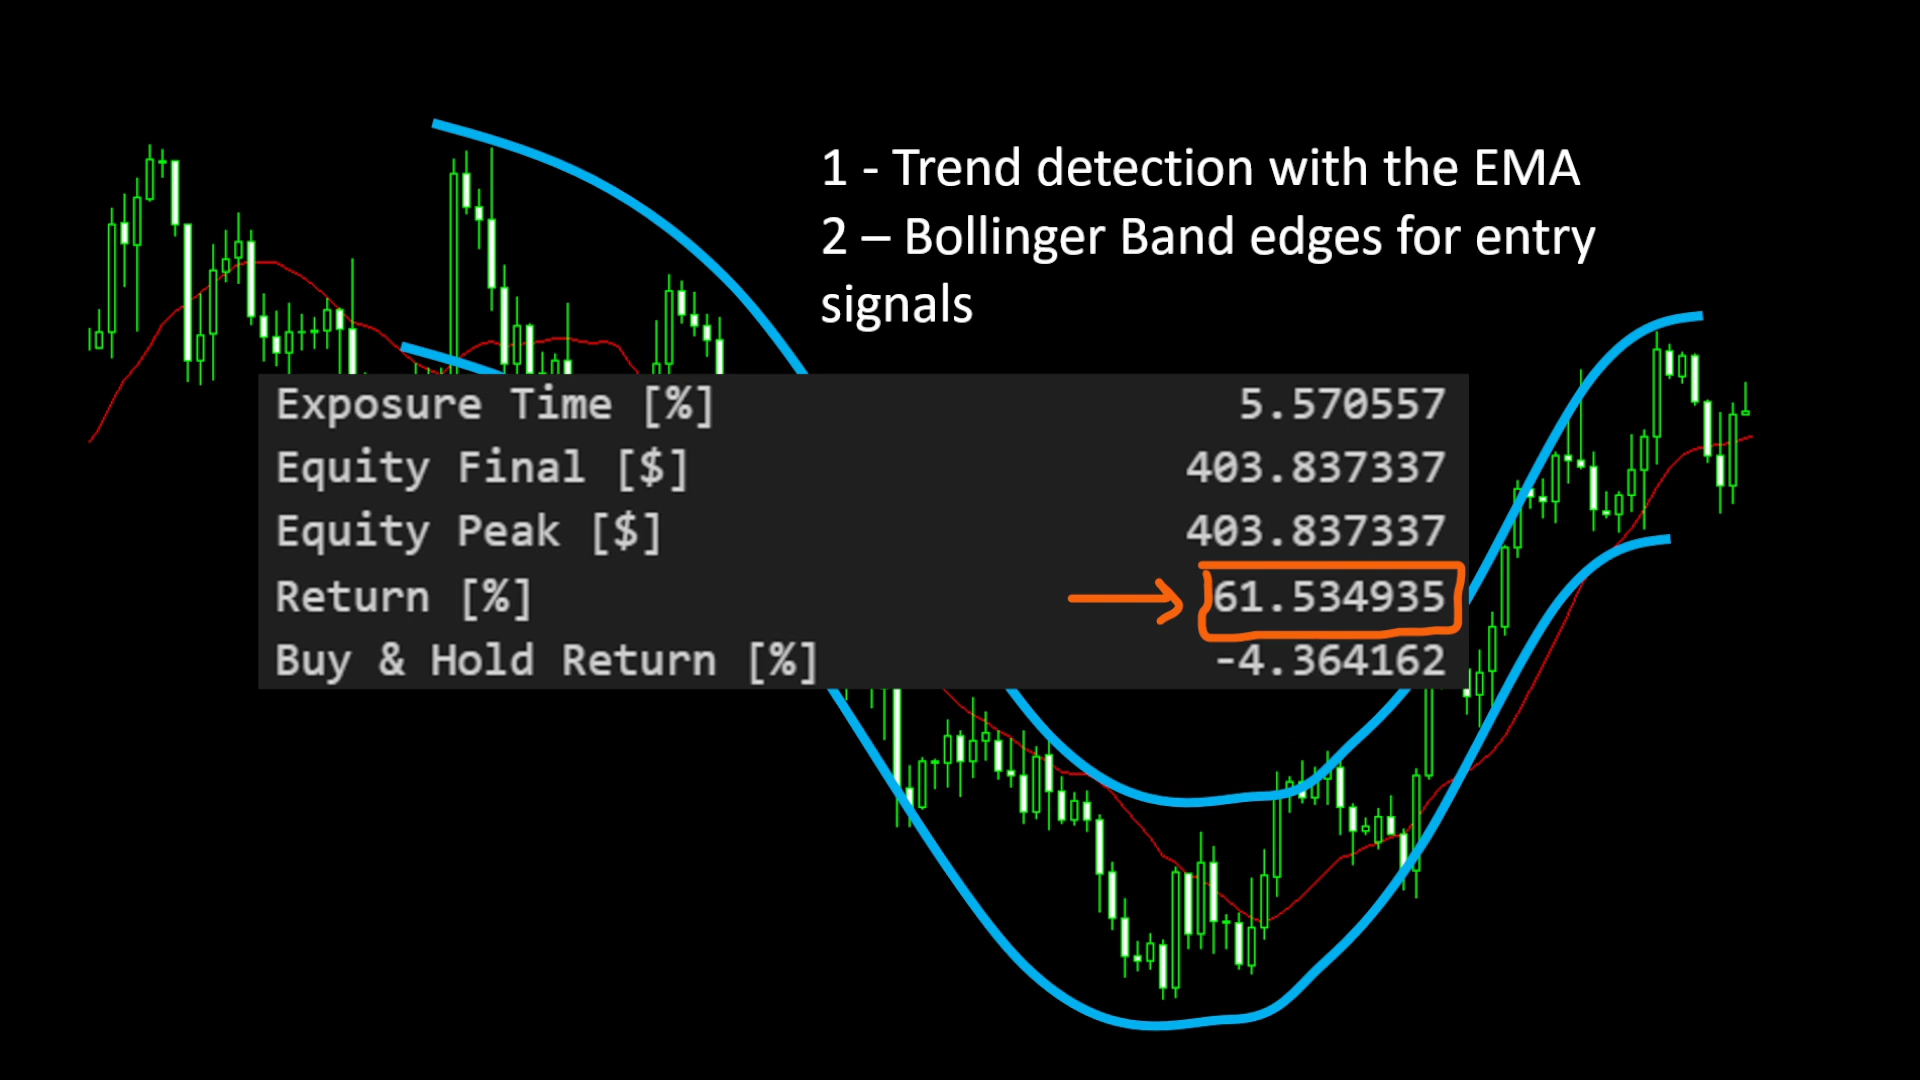 1 - Trend detection with the EMA
2 – Bollinger Band edges for entry
signals
Exposure Time [%] 5.570557
Equity Final [$] 403.837337
Equity Peak [$] 403.837337
Return [%] 61.534935
Buy & Hold Return [%] -4.364162